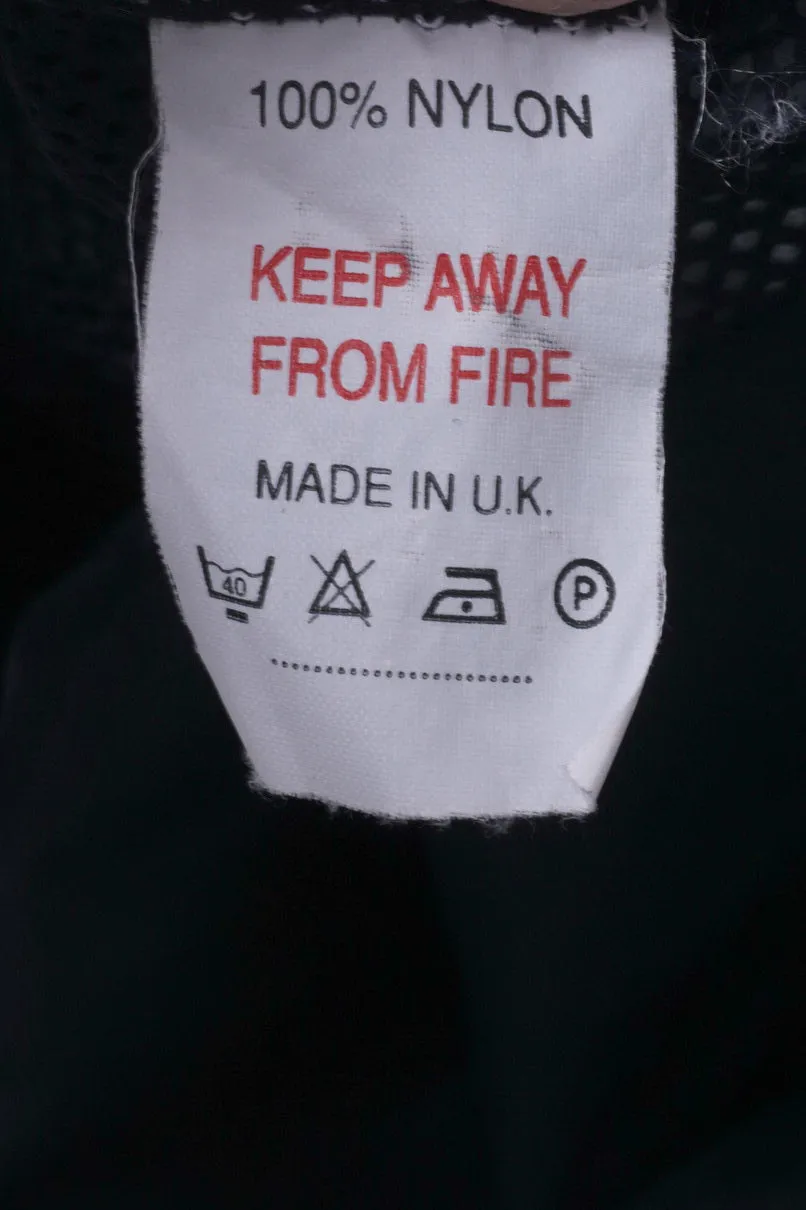 100% NYLON
KEEP AWAY
FROM FIRE
MADE IN U.K.
40
P